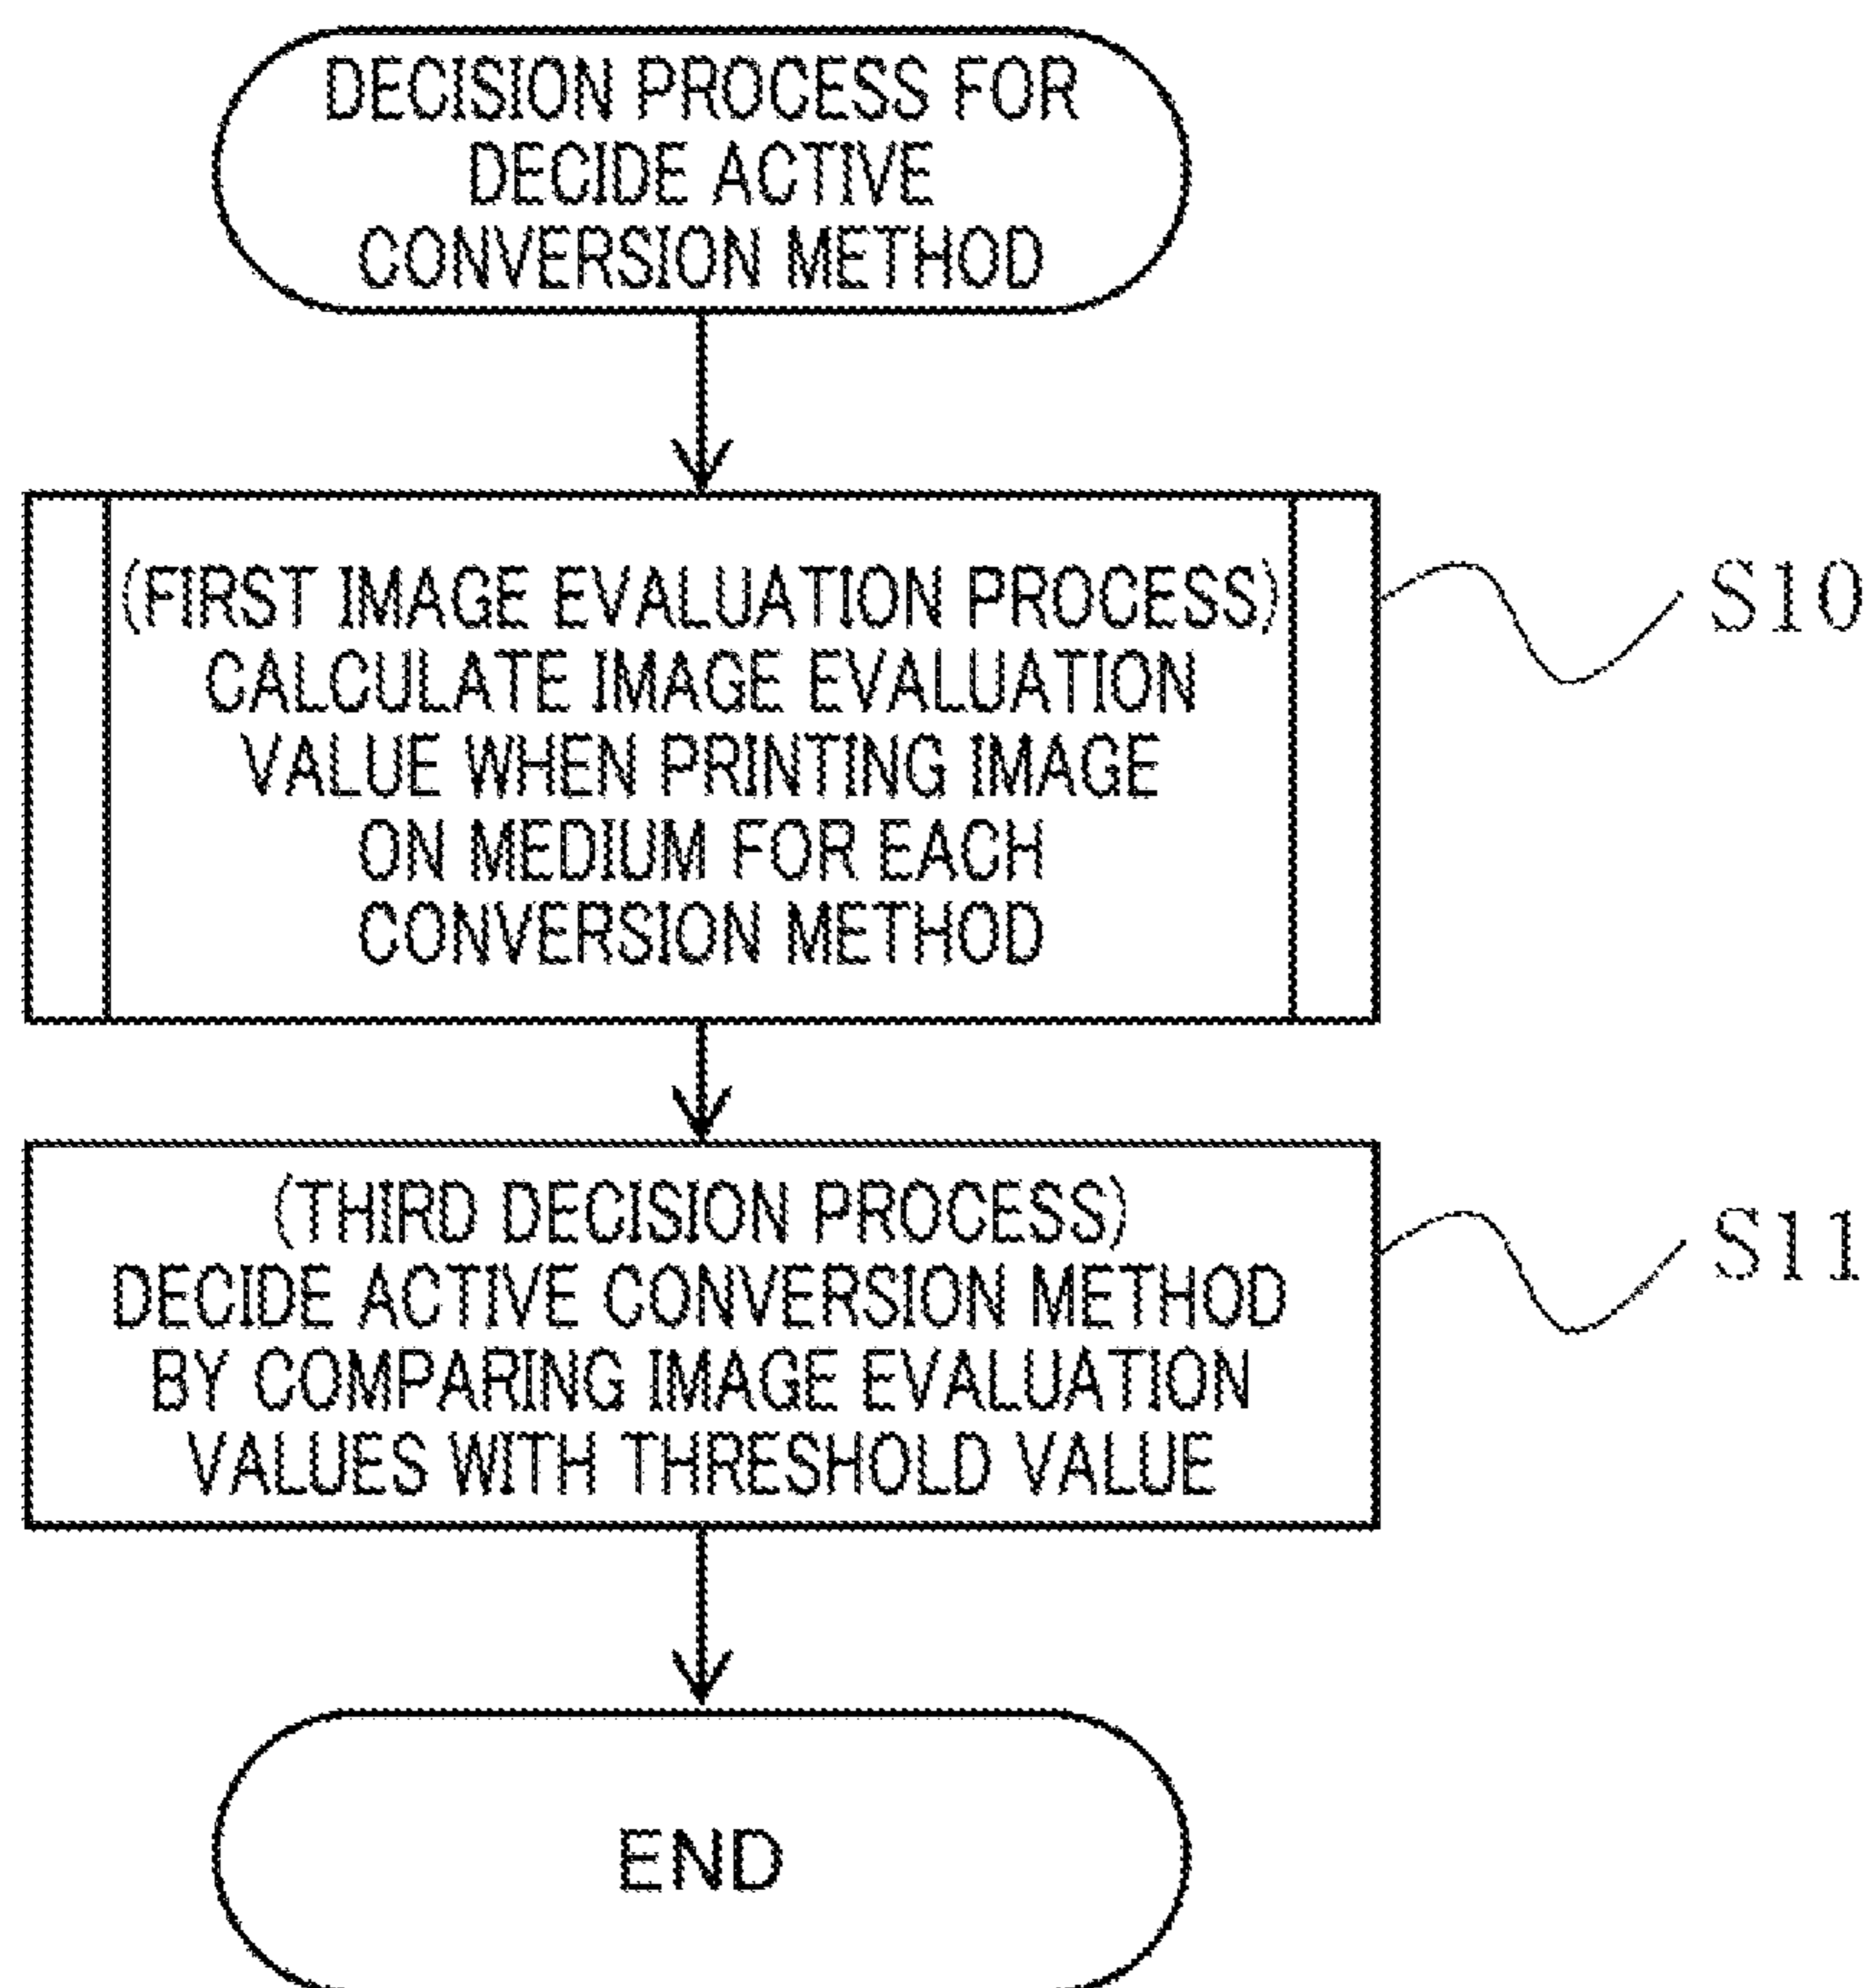 DECISION PROCESS FOR
DECIDE ACTIVE
CONVERSION METHOD
(FIRST IMAGE EVALUATION PROCESS)
CALCULATE IMAGE EVALUATION
VALUE WHEN PRINTING IMAGE
ON MEDIUM FOR EACH
CONVERSION METHOD
S10
(THIRD DECISION PROCESS)
DECIDE ACTIVE CONVERSION METHOD
BY COMPARING IMAGE EVALUATION
VALUES WITH THRESHOLD VALUE
S11
END